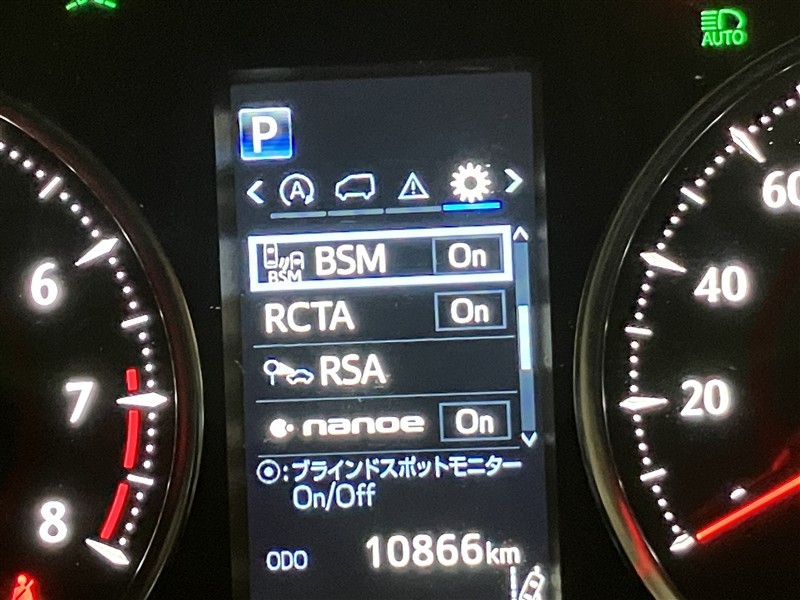 AUTO
P
A
60
BSM
BSM On
6
40
RCTA On
RSA
7
20
nanoe On
:ブラインドスポットモニター
On/Off
8
ODO 10866km